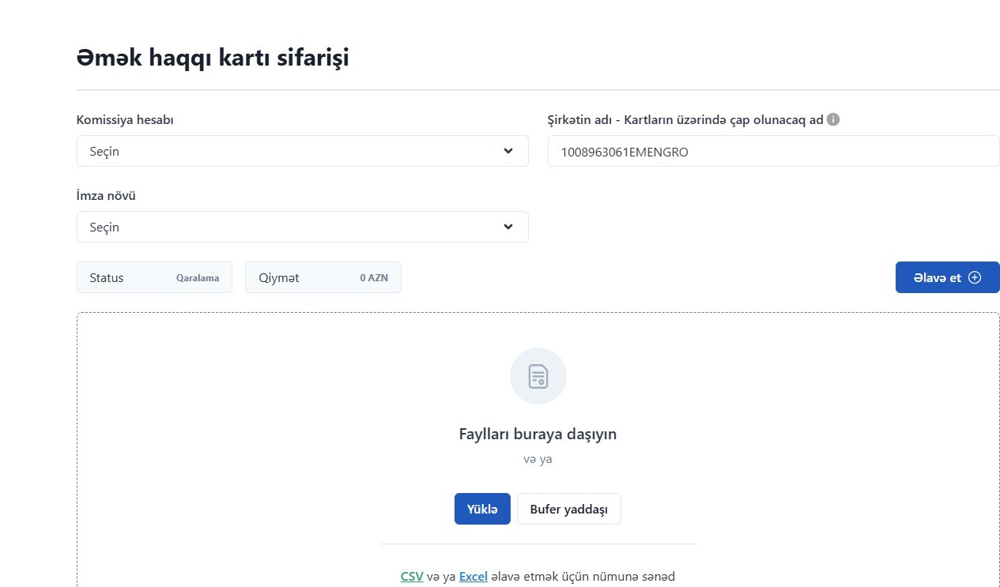 Əmək haqqı kartı sifarişi
Komissiya hesabı
Şirkətin adı - Kartların üzərində çap olunacaq ad
Seçin
1008963061EMENGRO
İmza növü
Seçin
Status Qaralama
Qiymət 0 AZN
Əlavə et
Faylları buraya daşıyın
və ya
Yüklə
Bufer yaddaşı
CSV və ya Excel əlavə etmək üçün nümunə sənəd